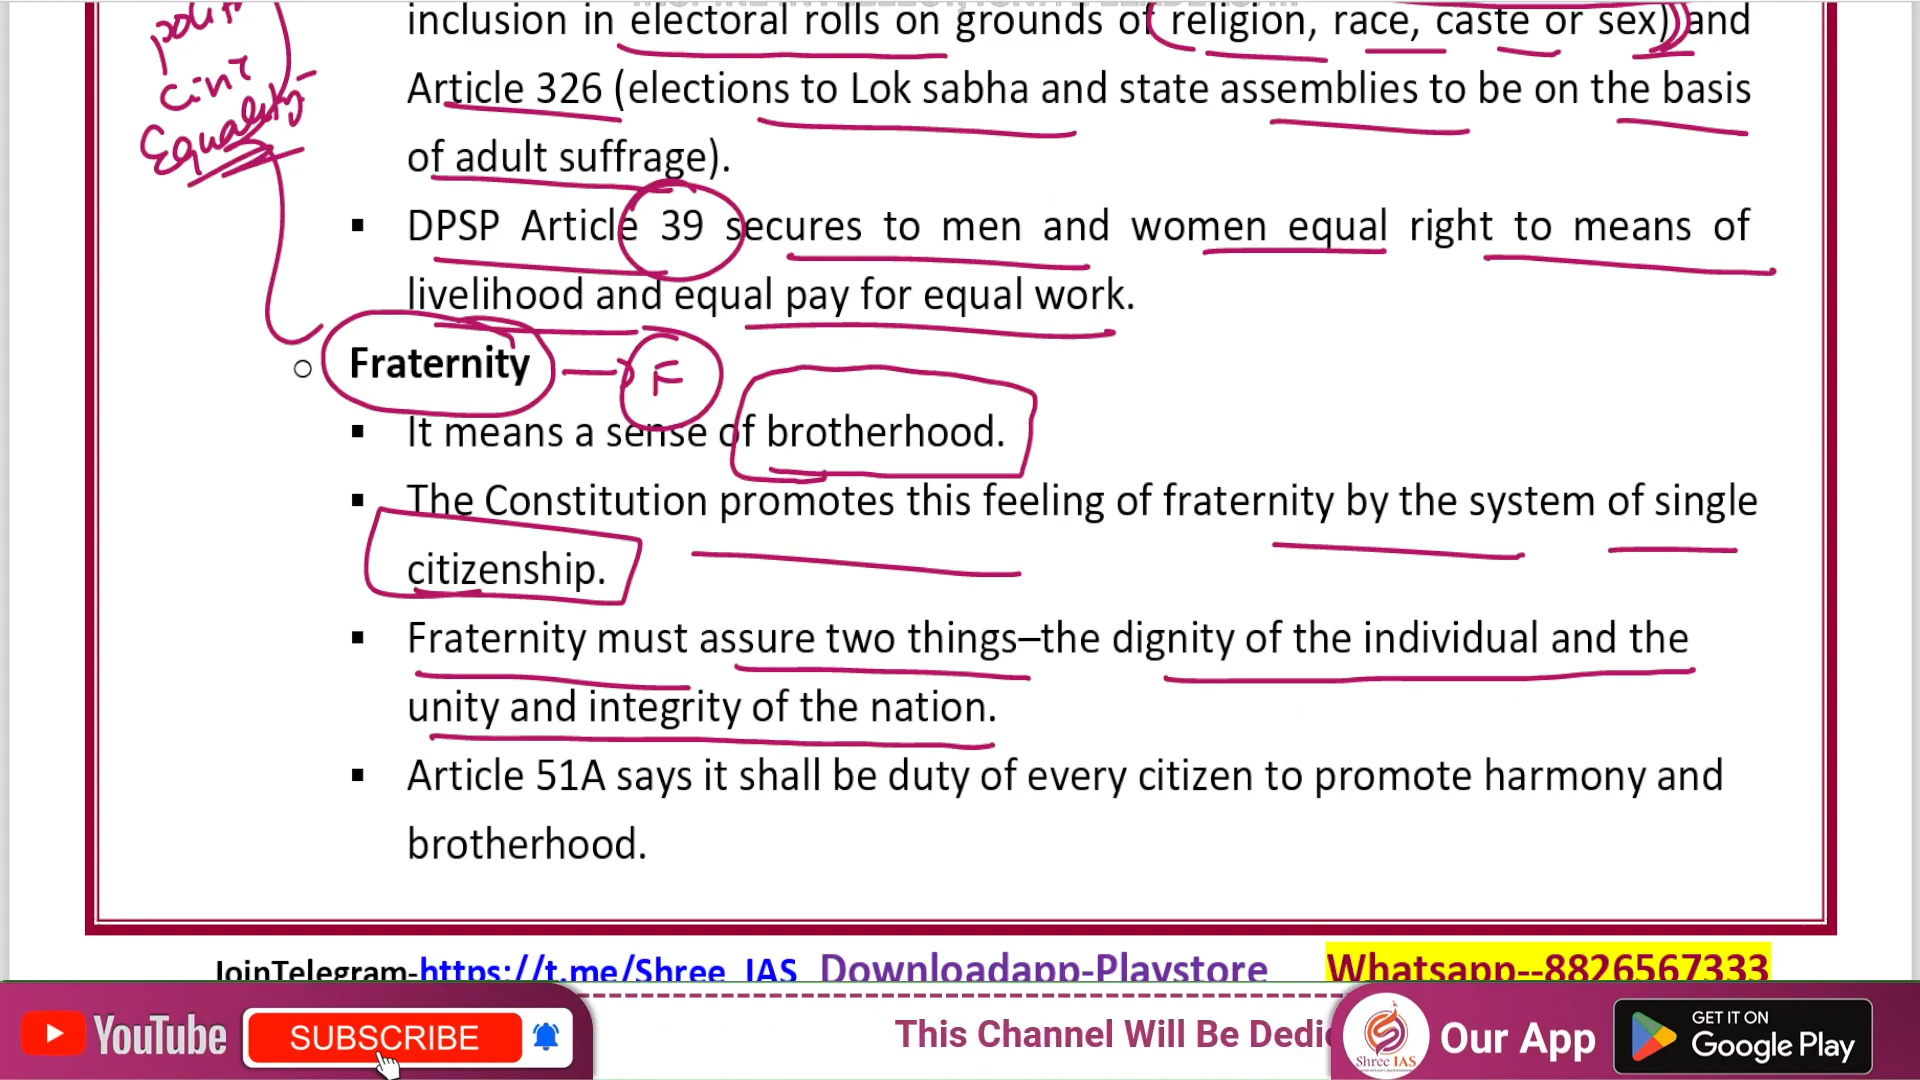 inclusion in electoral rolls on grounds of religion, race, caste or sex) and
polit
Civic
Equality
Article 326 (elections to Lok sabha and state assemblies to be on the basis
of adult suffrage).
▪ DPSP Article 39 secures to men and women equal right to means of
livelihood and equal pay for equal work.
○ Fraternity → F
▪ It means a sense of brotherhood.
▪ The Constitution promotes this feeling of fraternity by the system of single
citizenship.
▪ Fraternity must assure two things–the dignity of the individual and the
unity and integrity of the nation.
▪ Article 51A says it shall be duty of every citizen to promote harmony and
brotherhood.
JoinTelegram-https://t.me/Shree_IAS Downloadapp-Playstore Whatsapp--8826567333
YouTube SUBSCRIBE This Channel Will Be Dedic Shree IAS Our App GET IT ON Google Play